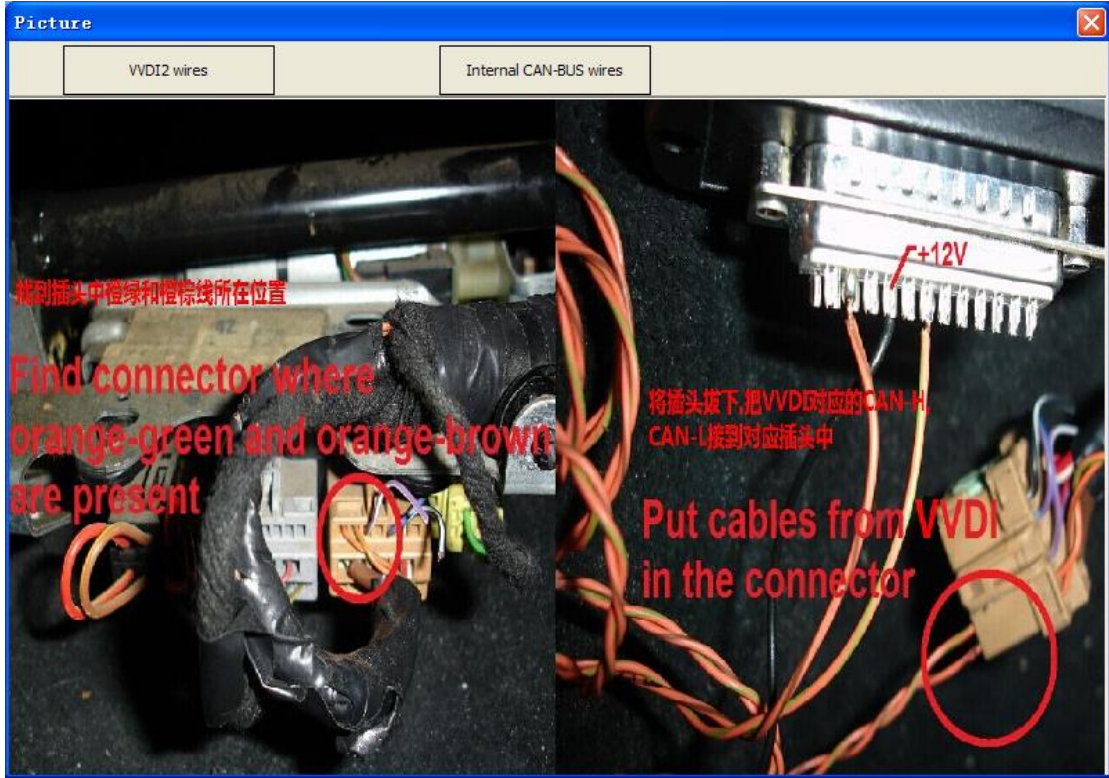 Picture
VVDI2 wires
Internal CAN-BUS wires
找到插头中橙绿和橙棕线所在位置
Find connector where
orange-green and orange-brown
are present
+12V
将插头拨下,把VVDI对应的CAN-H,
CAN-L接到对应插头中
Put cables from VVDI
in the connector